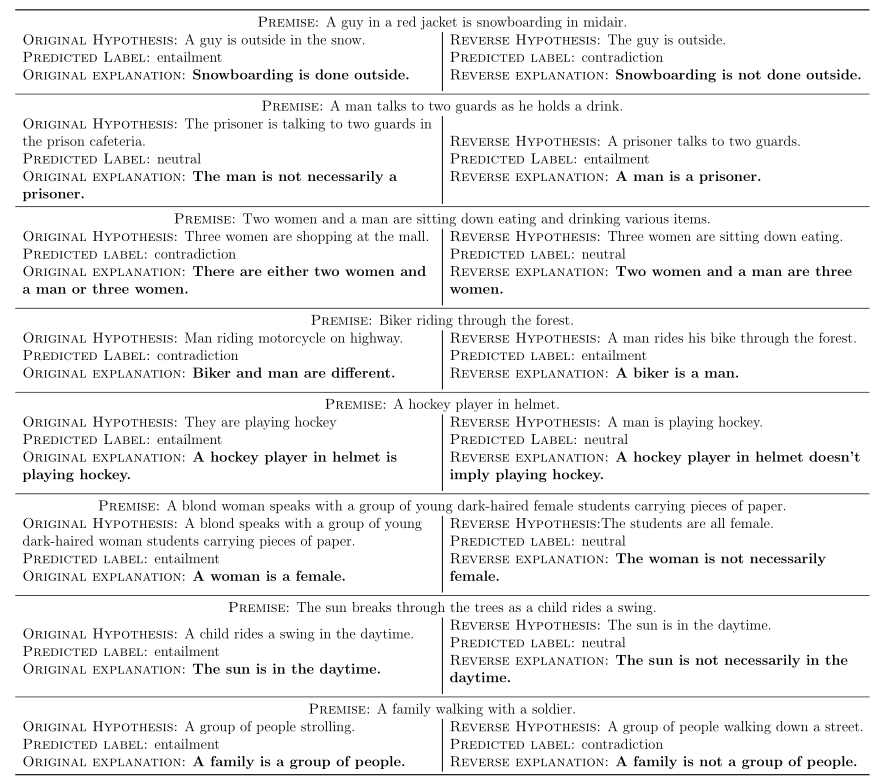 PREMISE: A guy in a red jacket is snowboarding in midair.
ORIGINAL HYPOTHESIS: A guy is outside in the snow.
PREDICTED LABEL: entailment
ORIGINAL EXPLANATION: Snowboarding is done outside.
REVERSE HYPOTHESIS: The guy is outside.
PREDICTED LABEL: contradiction
REVERSE EXPLANATION: Snowboarding is not done outside.
PREMISE: A man talks to two guards as he holds a drink.
ORIGINAL HYPOTHESIS: The prisoner is talking to two guards in
the prison cafeteria.
PREDICTED LABEL: neutral
ORIGINAL EXPLANATION: The man is not necessarily a
prisoner.
REVERSE HYPOTHESIS: A prisoner talks to two guards.
PREDICTED LABEL: entailment
REVERSE EXPLANATION: A man is a prisoner.
PREMISE: Two women and a man are sitting down eating and drinking various items.
ORIGINAL HYPOTHESIS: Three women are shopping at the mall.
PREDICTED LABEL: contradiction
ORIGINAL EXPLANATION: There are either two women and
a man or three women.
REVERSE HYPOTHESIS: Three women are sitting down eating.
PREDICTED LABEL: neutral
REVERSE EXPLANATION: Two women and a man are three
women.
PREMISE: Biker riding through the forest.
ORIGINAL HYPOTHESIS: Man riding motorcycle on highway.
PREDICTED LABEL: contradiction
ORIGINAL EXPLANATION: Biker and man are different.
REVERSE HYPOTHESIS: A man rides his bike through the forest.
PREDICTED LABEL: entailment
REVERSE EXPLANATION: A biker is a man.
PREMISE: A hockey player in helmet.
ORIGINAL HYPOTHESIS: They are playing hockey
PREDICTED LABEL: entailment
ORIGINAL EXPLANATION: A hockey player in helmet is
playing hockey.
REVERSE HYPOTHESIS: A man is playing hockey.
PREDICTED LABEL: neutral
REVERSE EXPLANATION: A hockey player in helmet doesn't
imply playing hockey.
PREMISE: A blond woman speaks with a group of young dark-haired female students carrying pieces of paper.
ORIGINAL HYPOTHESIS: A blond speaks with a group of young
dark-haired woman students carrying pieces of paper.
PREDICTED LABEL: entailment
ORIGINAL EXPLANATION: A woman is a female.
REVERSE HYPOTHESIS:The students are all female.
PREDICTED LABEL: neutral
REVERSE EXPLANATION: The woman is not necessarily
female.
PREMISE: The sun breaks through the trees as a child rides a swing.
ORIGINAL HYPOTHESIS: A child rides a swing in the daytime.
PREDICTED LABEL: entailment
ORIGINAL EXPLANATION: The sun is in the daytime.
REVERSE HYPOTHESIS: The sun is in the daytime.
PREDICTED LABEL: neutral
REVERSE EXPLANATION: The sun is not necessarily in the
daytime.
PREMISE: A family walking with a soldier.
ORIGINAL HYPOTHESIS: A group of people strolling.
PREDICTED LABEL: entailment
ORIGINAL EXPLANATION: A family is a group of people.
REVERSE HYPOTHESIS: A group of people walking down a street.
PREDICTED LABEL: contradiction
REVERSE EXPLANATION: A family is not a group of people.